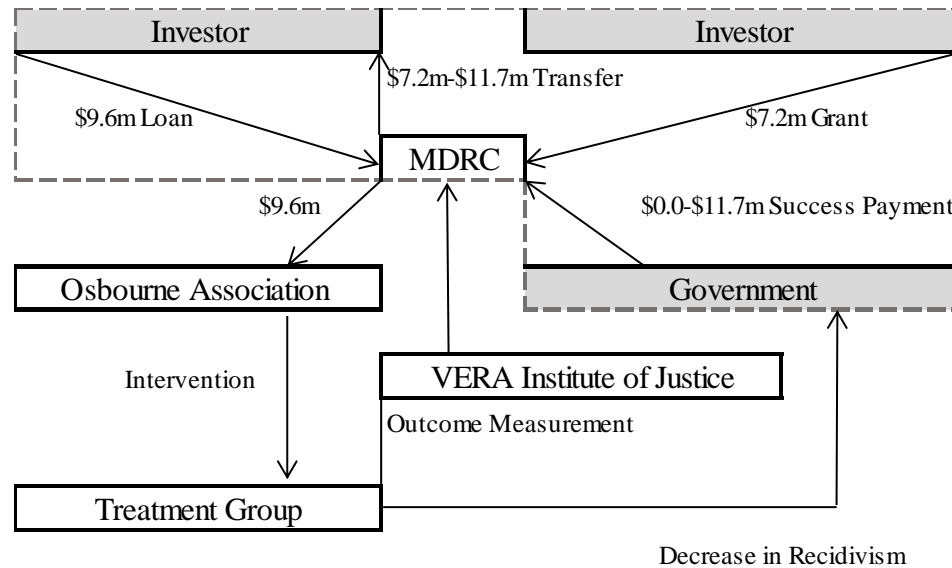 Investor
Investor
$7.2m-$11.7m Transfer
$9.6m Loan
$7.2m Grant
MDRC
$9.6m
$0.0-$11.7m Success Payment
Osbourne Association
Government
Intervention
VERA Institute of Justice
Outcome Measurement
Treatment Group
Decrease in Recidivism